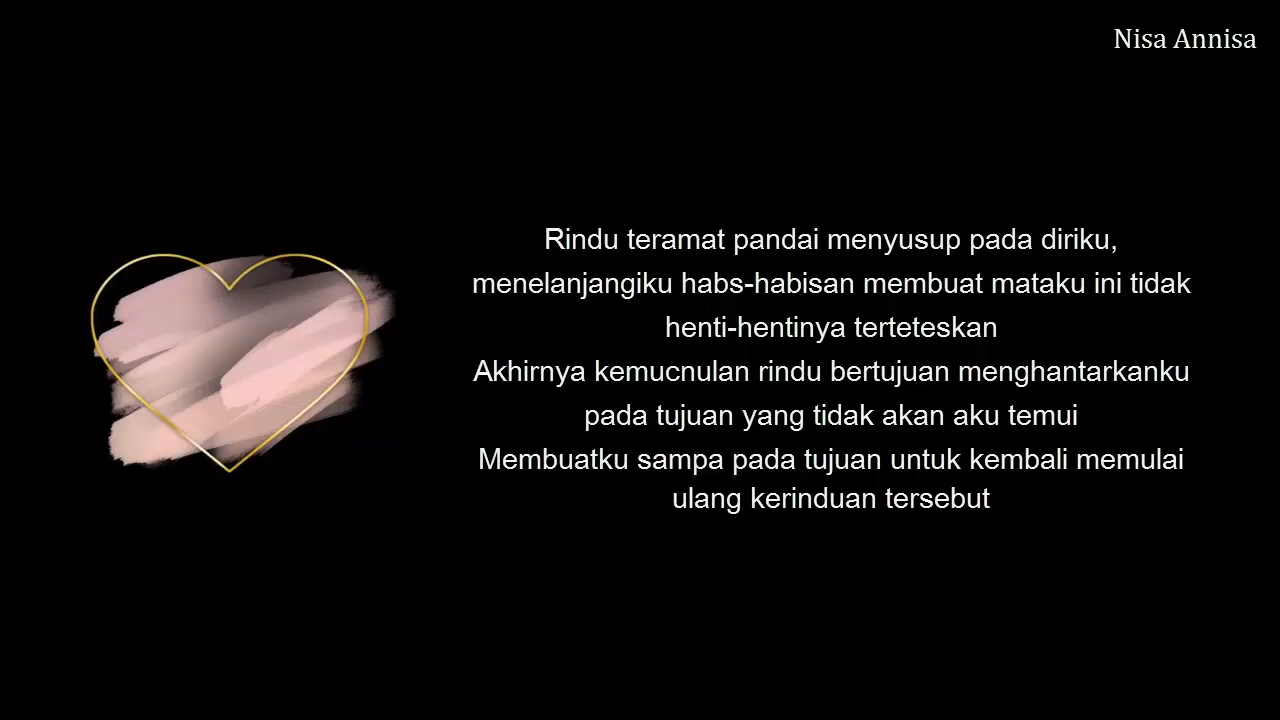 Nisa Annisa
Rindu teramat pandai menyusup pada diriku,
menelanjangiku habs-habisan membuat mataku ini tidak
henti-hentinya terteteskan
Akhirnya kemucnulan rindu bertujuan menghantarkanku
pada tujuan yang tidak akan aku temui
Membuatku sampa pada tujuan untuk kembali memulai
ulang kerinduan tersebut